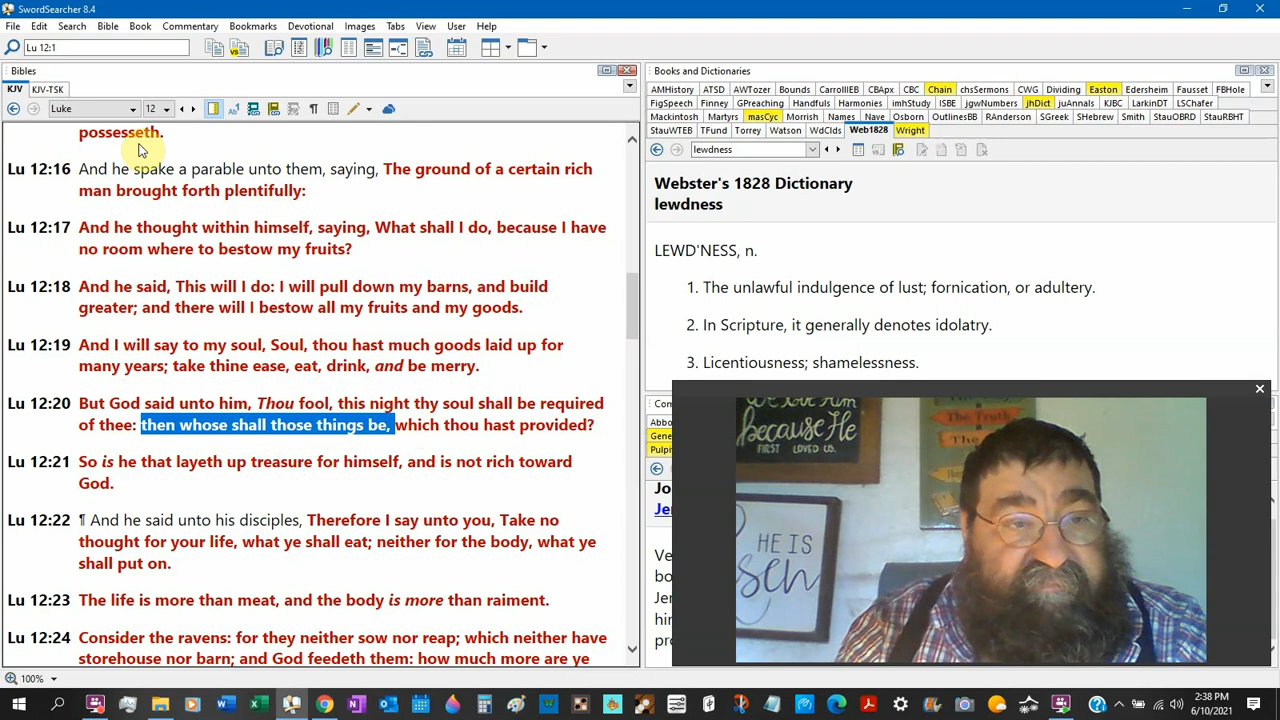 SwordSearcher 8.4
File Edit Search Bible Book Commentary Bookmarks Devotional Images Tabs View User Help
Lu 12:1
Bibles
KJV KJV-TSK
Luke 12
possesseth.
Lu 12:16 And he spake a parable unto them, saying, The ground of a certain rich
man brought forth plentifully:
Lu 12:17 And he thought within himself, saying, What shall I do, because I have
no room where to bestow my fruits?
Lu 12:18 And he said, This will I do: I will pull down my barns, and build
greater; and there will I bestow all my fruits and my goods.
Lu 12:19 And I will say to my soul, Soul, thou hast much goods laid up for
many years; take thine ease, eat, drink, and be merry.
Lu 12:20 But God said unto him, Thou fool, this night thy soul shall be required
of thee: then whose shall those things be, which thou hast provided?
Lu 12:21 So is he that layeth up treasure for himself, and is not rich toward
God.
Lu 12:22 ¶ And he said unto his disciples, Therefore I say unto you, Take no
thought for your life, what ye shall eat; neither for the body, what ye
shall put on.
Lu 12:23 The life is more than meat, and the body is more than raiment.
Lu 12:24 Consider the ravens: for they neither sow nor reap; which neither have
storehouse nor barn; and God feedeth them: how much more are ye
100%
Books and Dictionaries
AMHistory ATSD AWTozer Bounds CarrollEIB CBApx CBC Chain chsSermons CWG Dividing Easton Edersheim Fausset FBHole
FigSpeech Finney GPreaching Handfuls Harmonies imhStudy ISBE jgwNumbers jhDict juAnnals KJBC LarkinDT LSChafer
Mackintosh Martyrs masCyc Morrish Names Nave Osborn OutlinesBB RAnderson SGreek SHebrew Smith StauOBRD StauRBHT
StauWTEB TFund Torrey Watson WdClds Web1828 Wright
lewdness
Webster's 1828 Dictionary
lewdness
LEWD'NESS, n.
1. The unlawful indulgence of lust; fornication, or adultery.
2. In Scripture, it generally denotes idolatry.
3. Licentiousness; shamelessness.
We love Him
because He
FIRST LOVED US.
The Truth
HE IS
2:38 PM
6/10/2021